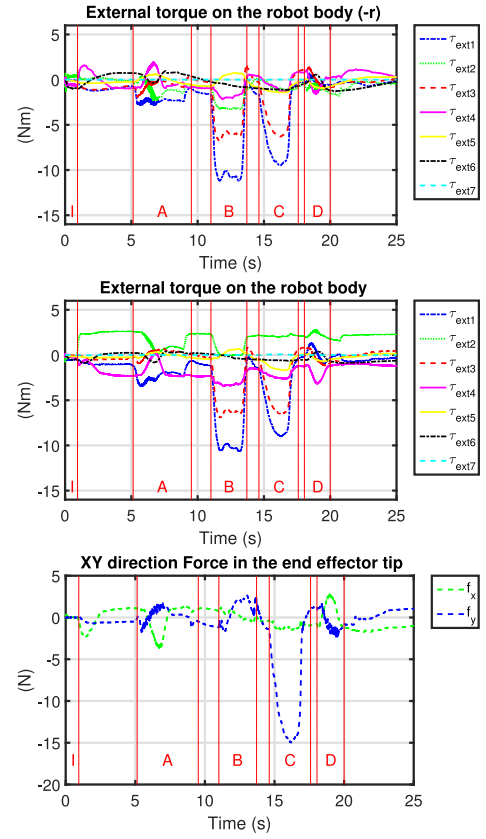 External torque on the robot body (-r)
5
0
-5
-10
-15
(Nm)
I A B C D
0 5 10 15 20 25
Time (s)
τext1
τext2
τext3
τext4
τext5
τext6
τext7
External torque on the robot body
5
0
-5
-10
-15
(Nm)
I A B C D
0 5 10 15 20 25
Time (s)
τext1
τext2
τext3
τext4
τext5
τext6
τext7
XY direction Force in the end effector tip
5
0
-5
-10
-15
-20
(N)
I A B C D
0 5 10 15 20 25
Time (s)
fx
fy